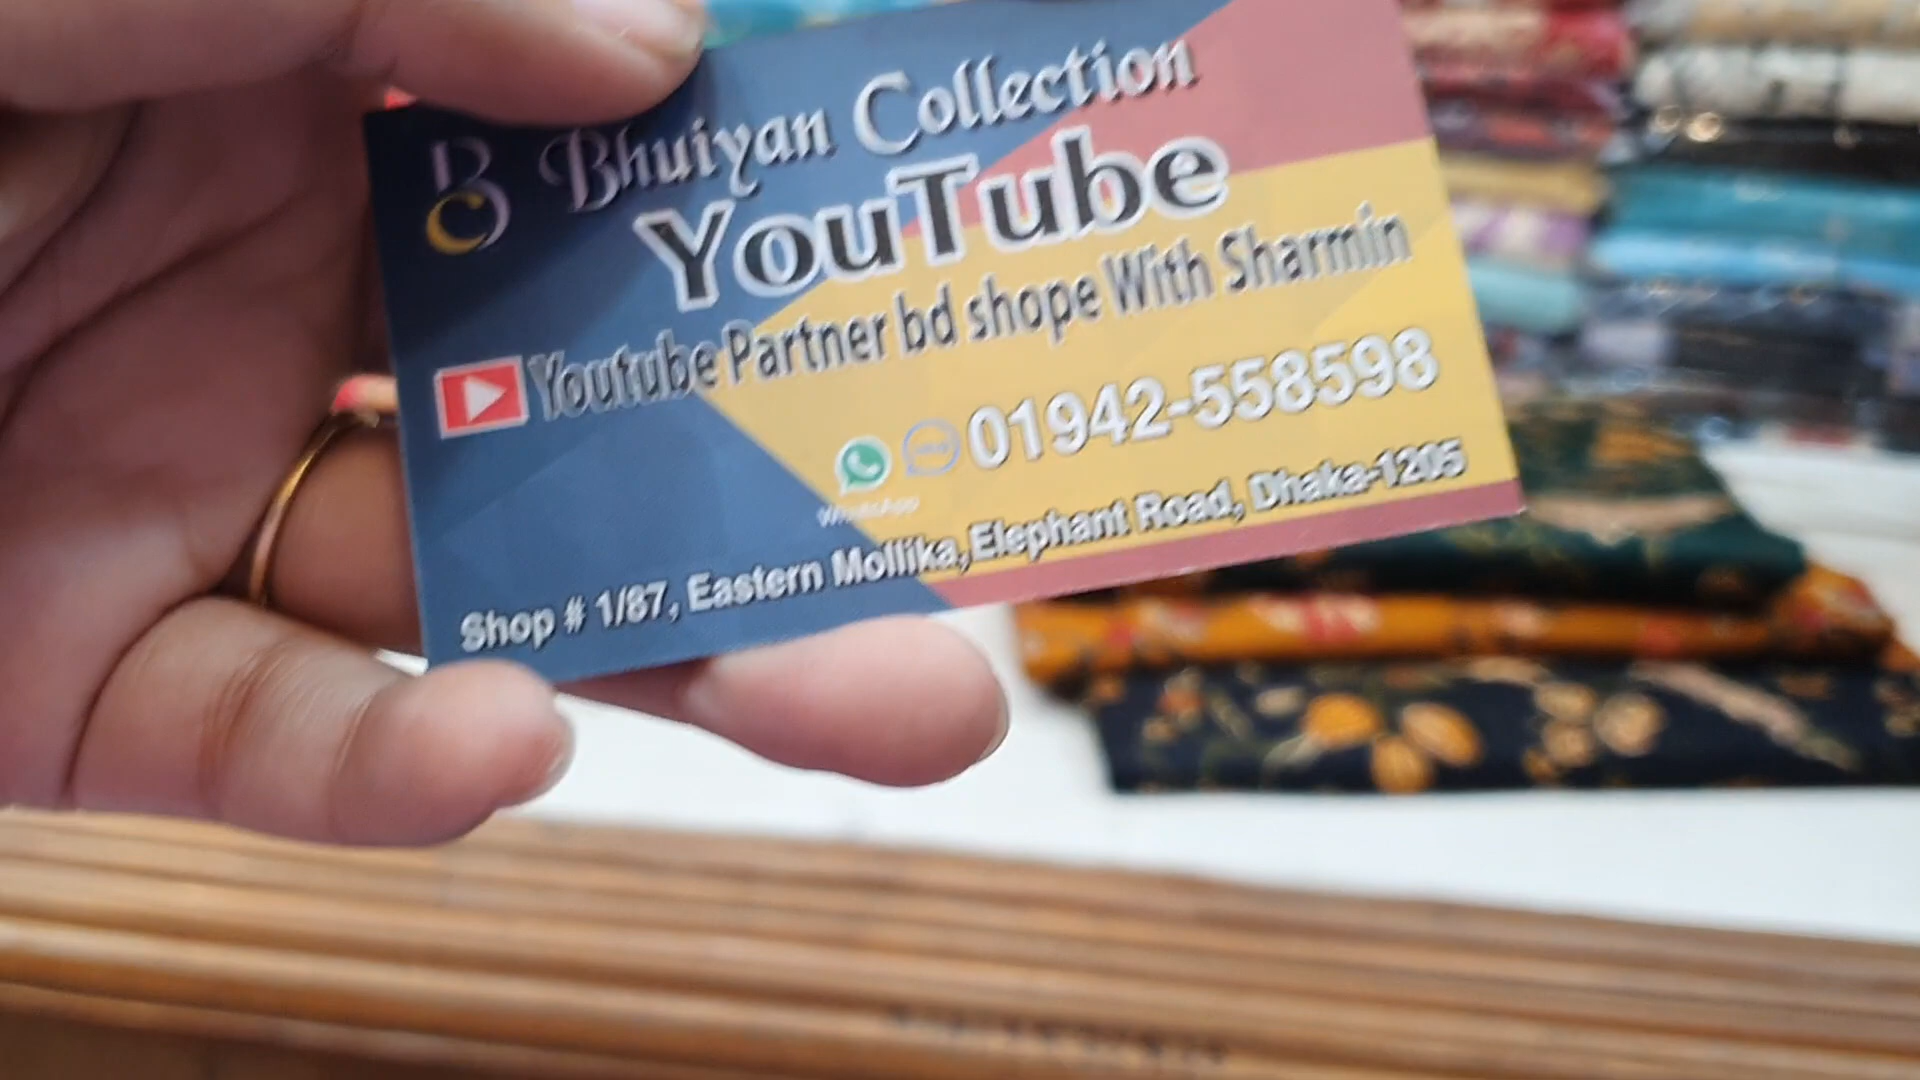 BC Bhuiyan Collection
YouTube
Youtube Partner bd shope With Sharmin
01942-558598
WhatsApp
Shop # 1/87, Eastern Mollika, Elephant Road, Dhaka-1205